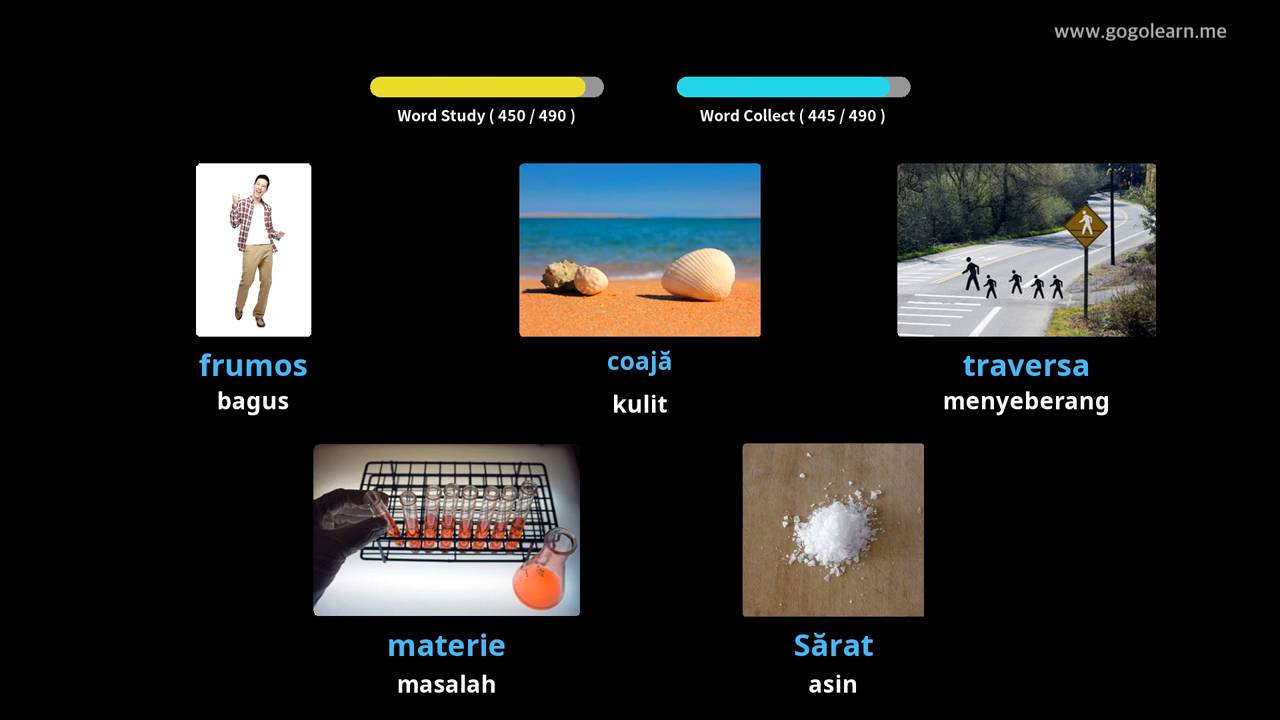 www.gogolearn.me
Word Study ( 450 / 490 )
Word Collect ( 445 / 490 )
frumos
bagus
coajă
kulit
traversa
menyeberang
materie
masalah
Sărat
asin